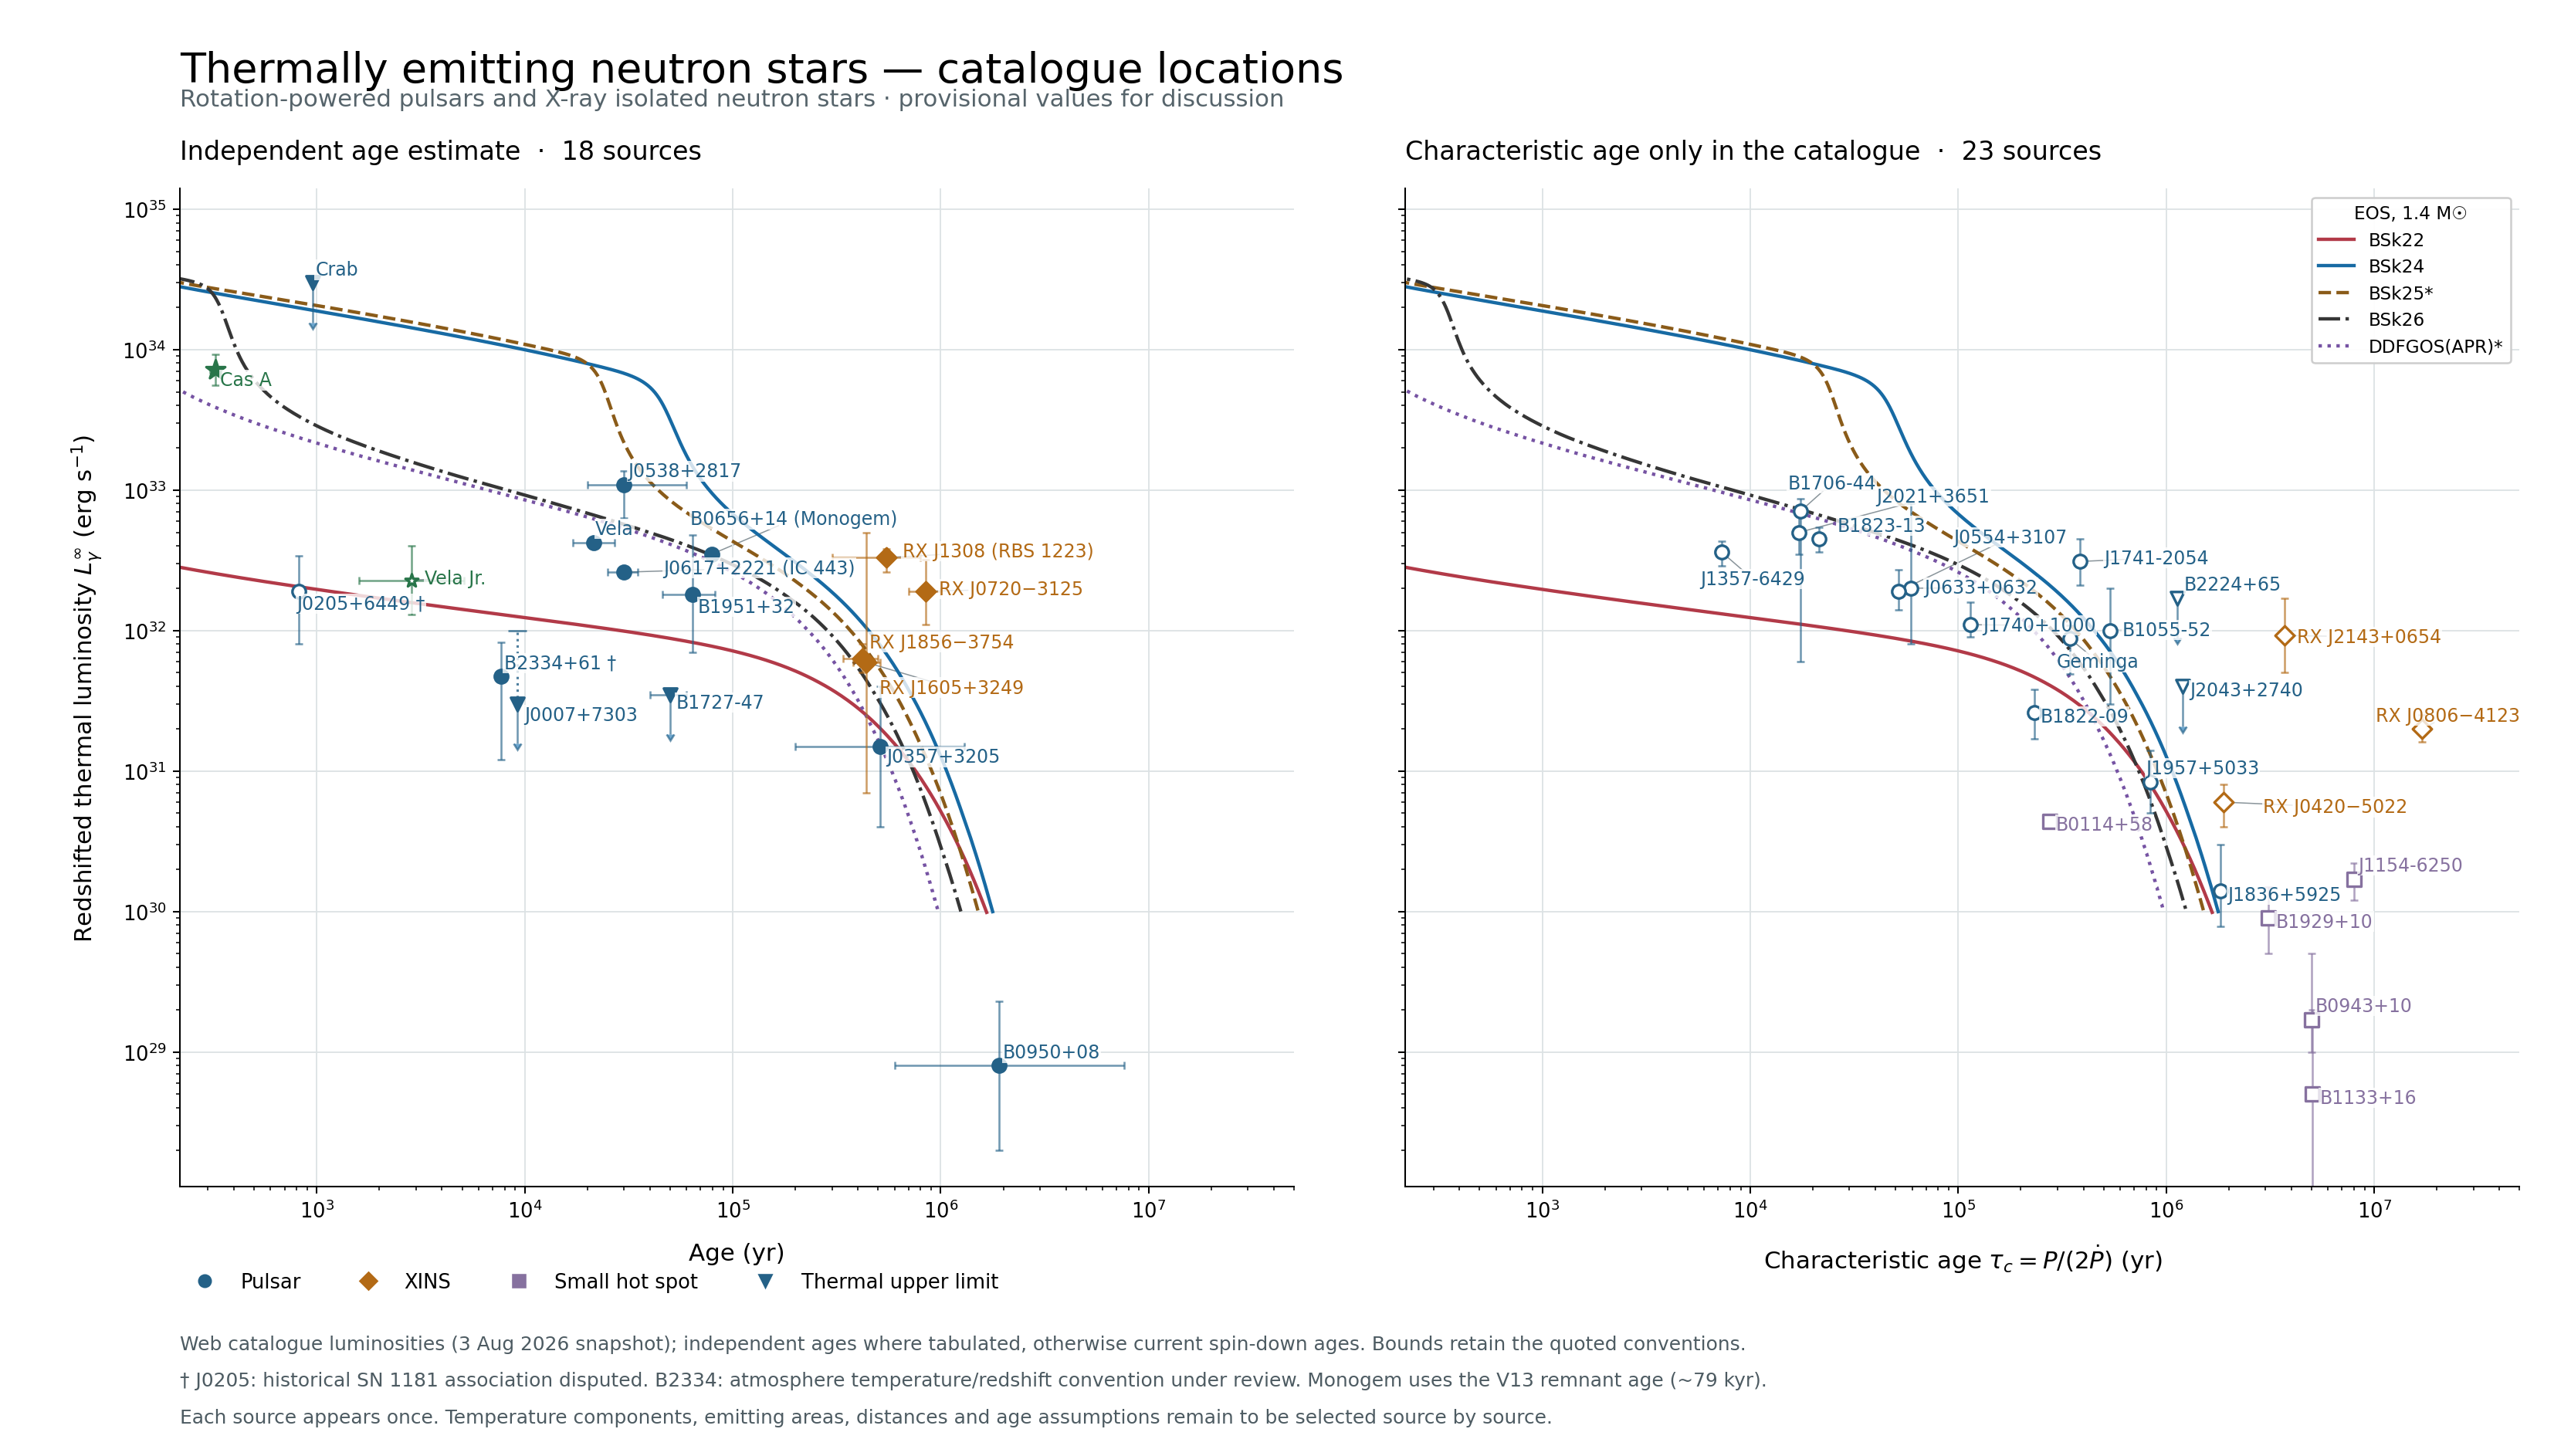 Thermally emitting neutron stars — catalogue locations
Rotation-powered pulsars and X-ray isolated neutron stars · provisional values for discussion
Independent age estimate · 18 sources
Redshifted thermal luminosity L_γ^∞ (erg s⁻¹)
10³⁵
10³⁴
10³³
10³²
10³¹
10³⁰
10²⁹
Crab
Cas A
J0538+2817
Vela
B0656+14 (Monogem)
RX J1308 (RBS 1223)
J0617+2221 (IC 443)
Vela Jr.
RX J0720−3125
J0205+6449 †
B1951+32
RX J1856−3754
B2334+61 †
RX J1605+3249
B1727-47
J0007+7303
J0357+3205
B0950+08
10³
10⁴
10⁵
10⁶
10⁷
Age (yr)
Characteristic age only in the catalogue · 23 sources
EOS, 1.4 M☉
BSk22
BSk24
BSk25*
BSk26
DDFGOS(APR)*
B1706-44
J2021+3651
B1823-13
J0554+3107
J1741-2054
J1357-6429
J0633+0632
B2224+65
J1740+1000
B1055-52
RX J2143+0654
Geminga
J2043+2740
B1822-09
RX J0806−4123
J1957+5033
RX J0420−5022
B0114+58
J1154-6250
J1836+5925
B1929+10
B0943+10
B1133+16
10³
10⁴
10⁵
10⁶
10⁷
Characteristic age τ_c = P/(2Ṗ) (yr)
Pulsar
XINS
Small hot spot
Thermal upper limit
Web catalogue luminosities (3 Aug 2026 snapshot); independent ages where tabulated, otherwise current spin-down ages. Bounds retain the quoted conventions.
† J0205: historical SN 1181 association disputed. B2334: atmosphere temperature/redshift convention under review. Monogem uses the V13 remnant age (~79 kyr).
Each source appears once. Temperature components, emitting areas, distances and age assumptions remain to be selected source by source.